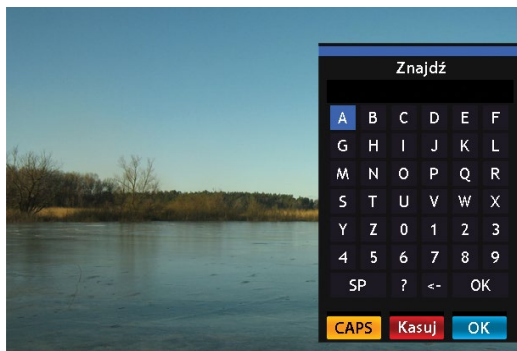 Znajdź
A B C D E F
G H I J K L
M N O P Q R
S T U V W X
Y Z 0 1 2 3
4 5 6 7 8 9
SP ? <- OK
CAPS Kasuj OK